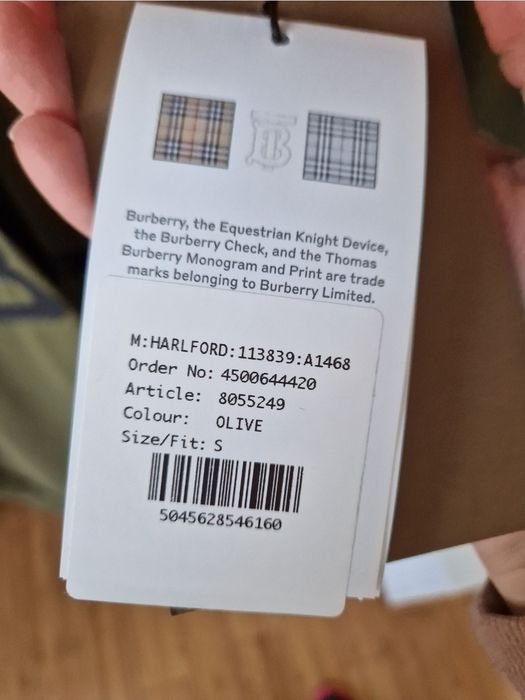 Burberry, the Equestrian Knight Device,
the Burberry Check, and the Thomas
Burberry Monogram and Print are trade
marks belonging to Burberry Limited.
M:HARLFORD:113839:A1468
Order No: 4500644420
Article: 8055249
Colour: OLIVE
Size/Fit: S
5045628546160